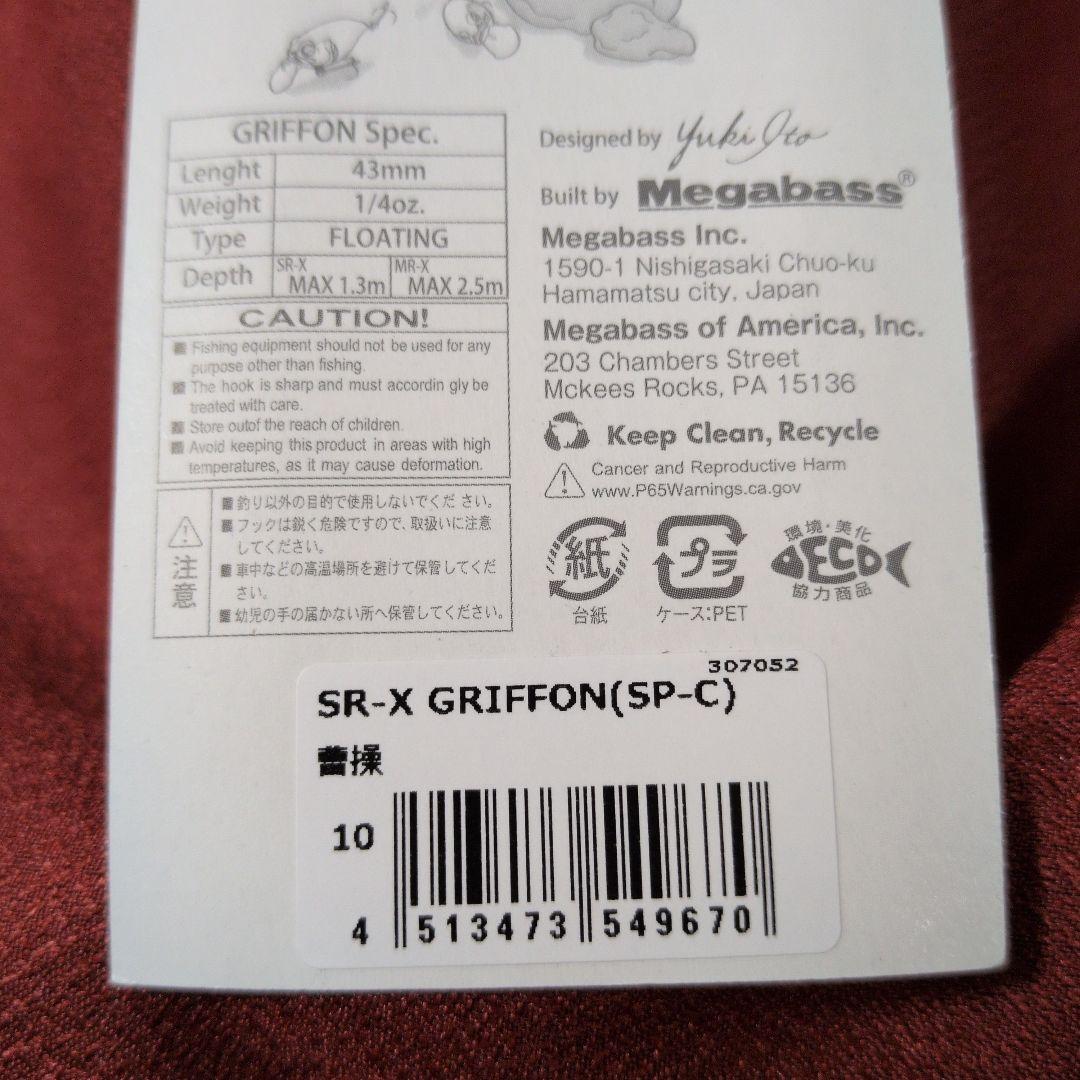 GRIFFON Spec.
Lenght 43mm
Weight 1/4oz.
Type FLOATING
Depth SR-X MAX 1.3m MR-X MAX 2.5m
CAUTION!
■ Fishing equipment should not be used for any
purpose other than fishing.
■ The hook is sharp and must accordin gly be
treated with care.
■ Store outof the reach of children.
■ Avoid keeping this product in areas with high
temperatures, as it may cause deformation.
注意
■ 釣り以外の目的で使用しないでくだ さい。
■ フックは鋭く危険ですので、取扱いに注意
してください。
■ 車中などの高温場所を避けて保管してくだ
さい。
■ 幼児の手の届かない所へ保管してください。
Designed by Yuki Ito
Built by Megabass®
Megabass Inc.
1590-1 Nishigasaki Chuo-ku
Hamamatsu city, Japan
Megabass of America, Inc.
203 Chambers Street
Mckees Rocks, PA 15136
Keep Clean, Recycle
Cancer and Reproductive Harm
www.P65Warnings.ca.gov
紙
台紙
プラ
ケース:PET
環境・美化
ECO
協力商品
307052
SR-X GRIFFON(SP-C)
曹操
10
4 513473 549670